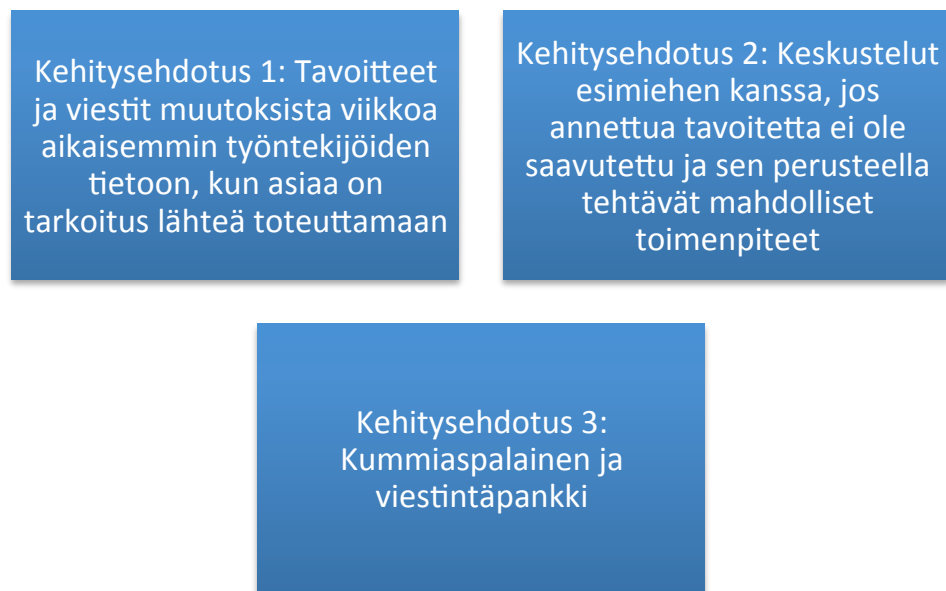 Kehitysehdotus 1: Tavoitteet
ja viestit muutoksista viikkoa
aikaisemmin työntekijöiden
tietoon, kun asiaa on
tarkoitus lähteä toteuttamaan
Kehitysehdotus 2: Keskustelut
esimiehen kanssa, jos
annettua tavoitetta ei ole
saavutettu ja sen perusteella
tehtävät mahdolliset
toimenpiteet
Kehitysehdotus 3:
Kummiaspalainen ja
viestintäpankki